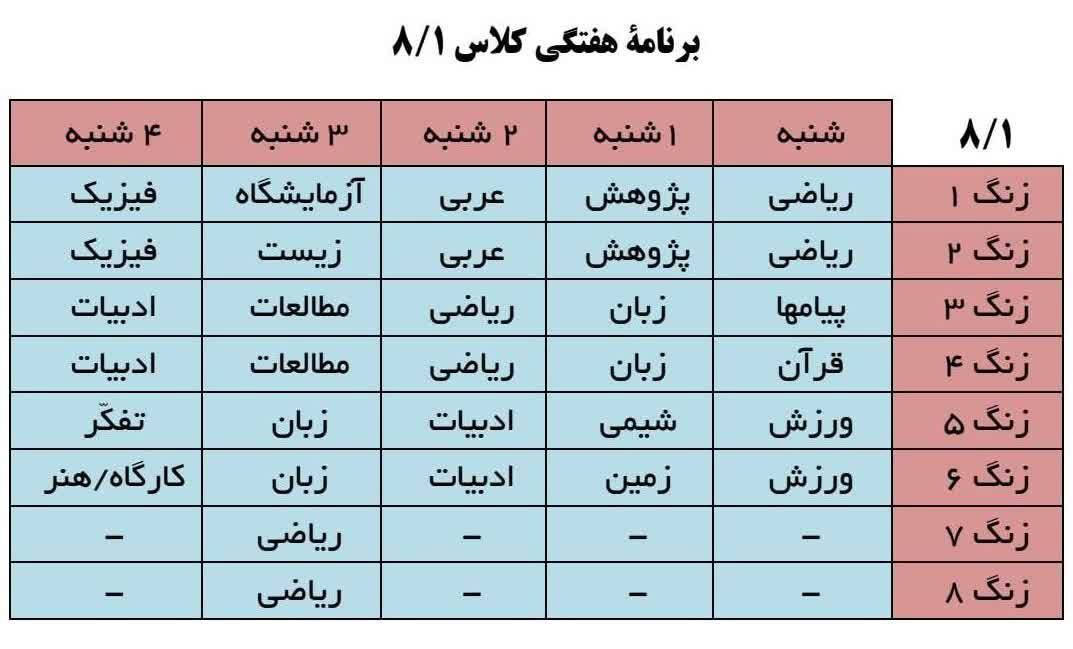 برنامهٔ هفتگی کلاس ۸/۱
۸/۱ شنبه ۱شنبه ۲ شنبه ۳ شنبه ۴ شنبه
زنگ ۱ ریاضی پژوهش عربی آزمایشگاه فیزیک
زنگ ۲ ریاضی پژوهش عربی زیست فیزیک
زنگ ۳ پیامها زبان ریاضی مطالعات ادبیات
زنگ ۴ قرآن زبان ریاضی مطالعات ادبیات
زنگ ۵ ورزش شیمی ادبیات زبان تفکّر
زنگ ۶ ورزش زمین ادبیات زبان کارگاه/هنر
زنگ ۷ – – – ریاضی –
زنگ ۸ – – – ریاضی –